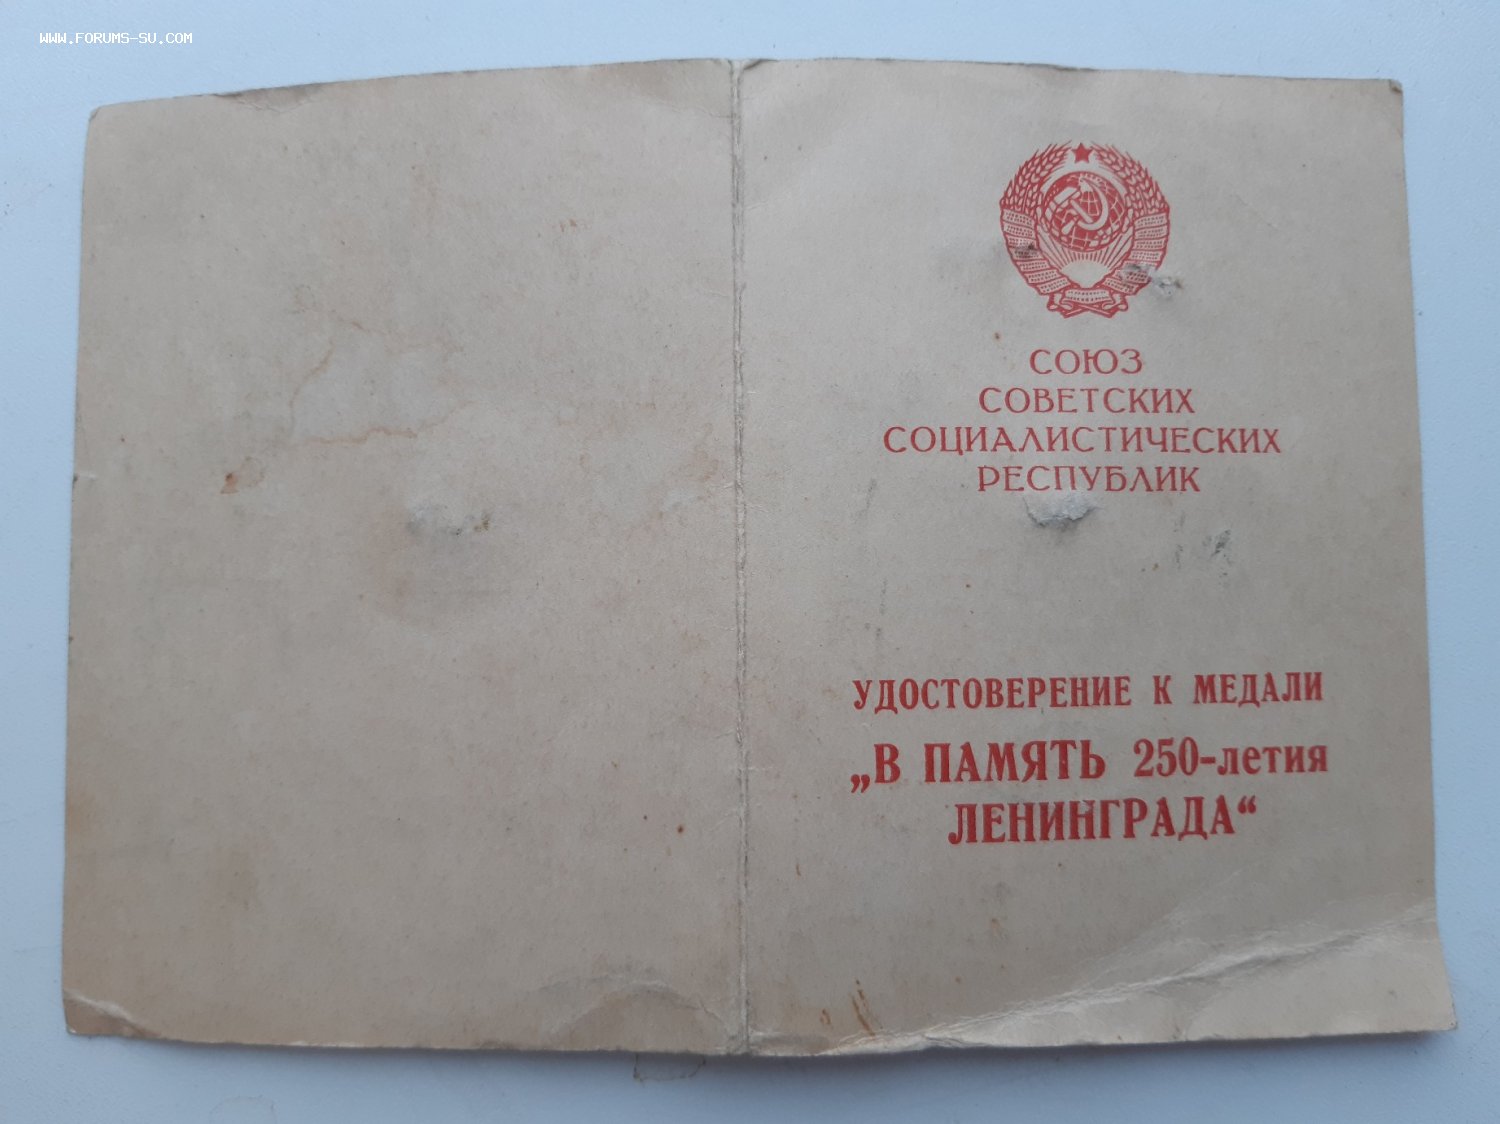 WWW.FORUMS-SU.COM
СОЮЗ
СОВЕТСКИХ
СОЦИАЛИСТИЧЕСКИХ
РЕСПУБЛИК
УДОСТОВЕРЕНИЕ К МЕДАЛИ
„В ПАМЯТЬ 250-летия
ЛЕНИНГРАДА“